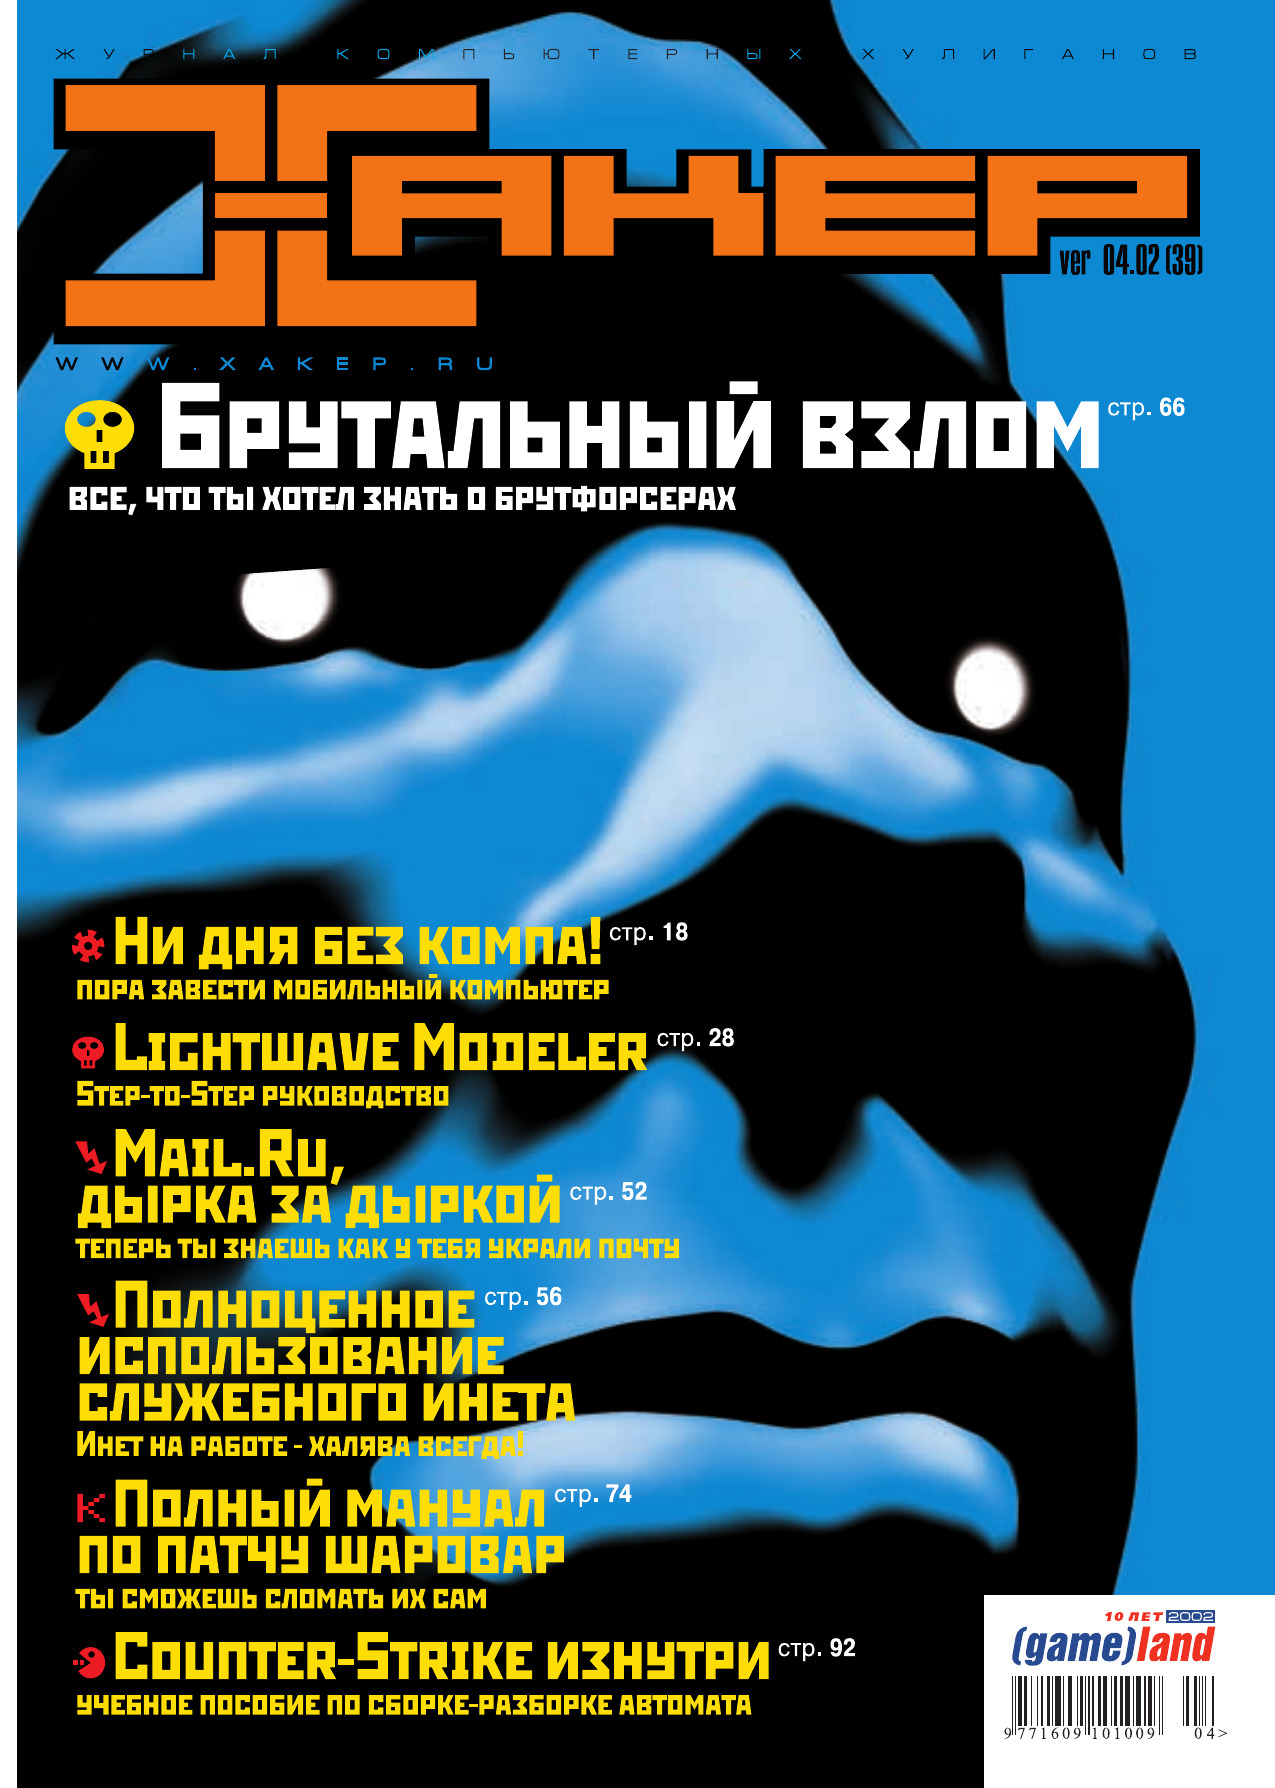 ЖУРНАЛ КОМПЬЮТЕРНЫХ ХУЛИГАНОВ
ХАКЕР
ver 04.02 (39)
WWW.XAKEP.RU
БРУТАЛЬНЫЙ ВЗЛОМ стр. 66
ВСЕ, ЧТО ТЫ ХОТЕЛ ЗНАТЬ О БРУТФОРСЕРАХ
НИ ДНЯ БЕЗ КОМПА! стр. 18
ПОРА ЗАВЕСТИ МОБИЛЬНЫЙ КОМПЬЮТЕР
LIGHTWAVE MODELER стр. 28
STEP-TO-STEP РУКОВОДСТВО
MAIL.RU,
ДЫРКА ЗА ДЫРКОЙ стр. 52
ТЕПЕРЬ ТЫ ЗНАЕШЬ КАК У ТЕБЯ УКРАЛИ ПОЧТУ
ПОЛНОЦЕННОЕ стр. 56
ИСПОЛЬЗОВАНИЕ
СЛУЖЕБНОГО ИНЕТА
ИНЕТ НА РАБОТЕ - ХАЛЯВА ВСЕГДА!
ПОЛНЫЙ МАНУАЛ стр. 74
ПО ПАТЧУ ШАРОВАР
ТЫ СМОЖЕШЬ СЛОМАТЬ ИХ САМ
COUNTER-STRIKE ИЗНУТРИ стр. 92
УЧЕБНОЕ ПОСОБИЕ ПО СБОРКЕ-РАЗБОРКЕ АВТОМАТА
10 ЛЕТ 2002
(game)land
9 771609 101009 04>